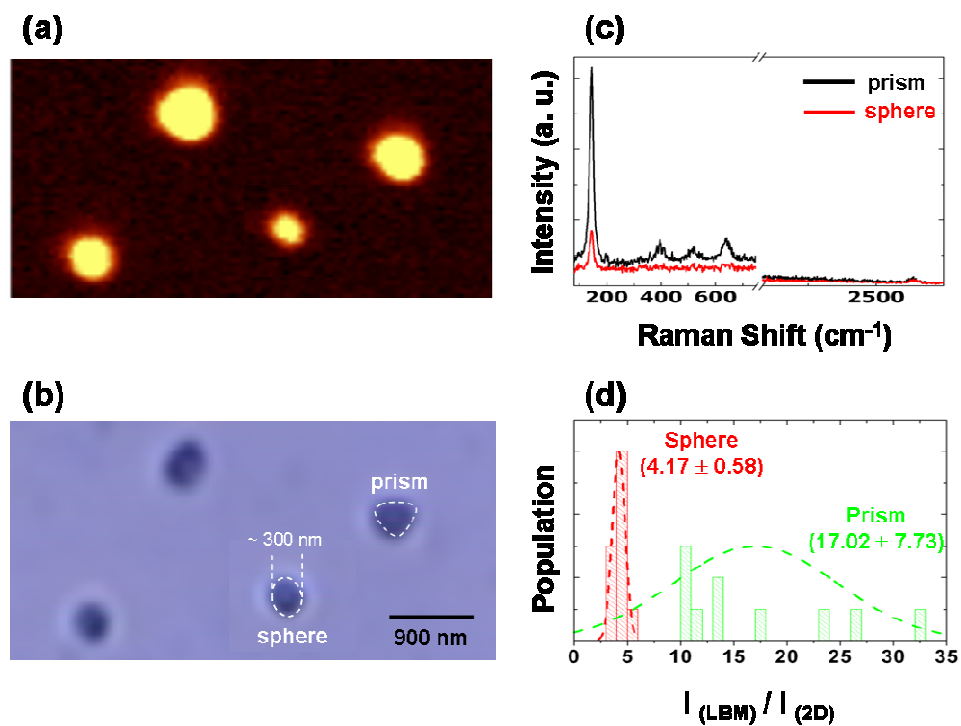 (a)
(b)
prism
~ 300 nm
sphere
900 nm
(c)
prism
sphere
Intensity (a. u.)
200 400 600 2500
Raman Shift (cm-1)
(d)
Sphere
(4.17 ± 0.58)
Prism
(17.02 ± 7.73)
Population
0 5 10 15 20 25 30 35
I (LBM) / I (2D)